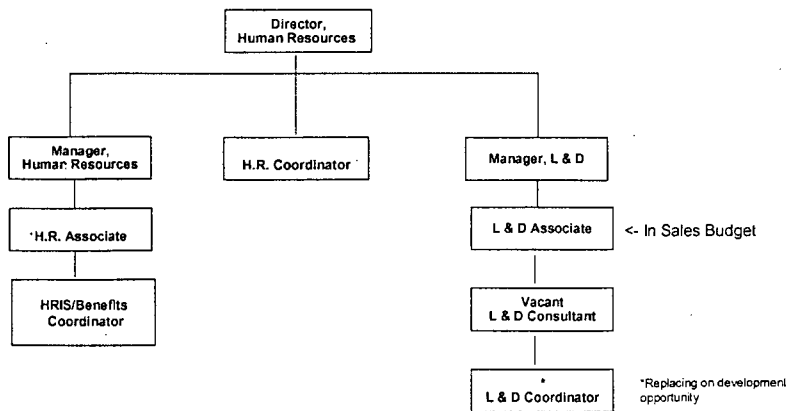 Director,
Human Resources
Manager,
Human Resources
H.R. Coordinator
Manager, L & D
H.R. Associate
L & D Associate
<- In Sales Budget
HRIS/Benefits
Coordinator
Vacant
L & D Consultant
*
L & D Coordinator
*Replacing on development
opportunity